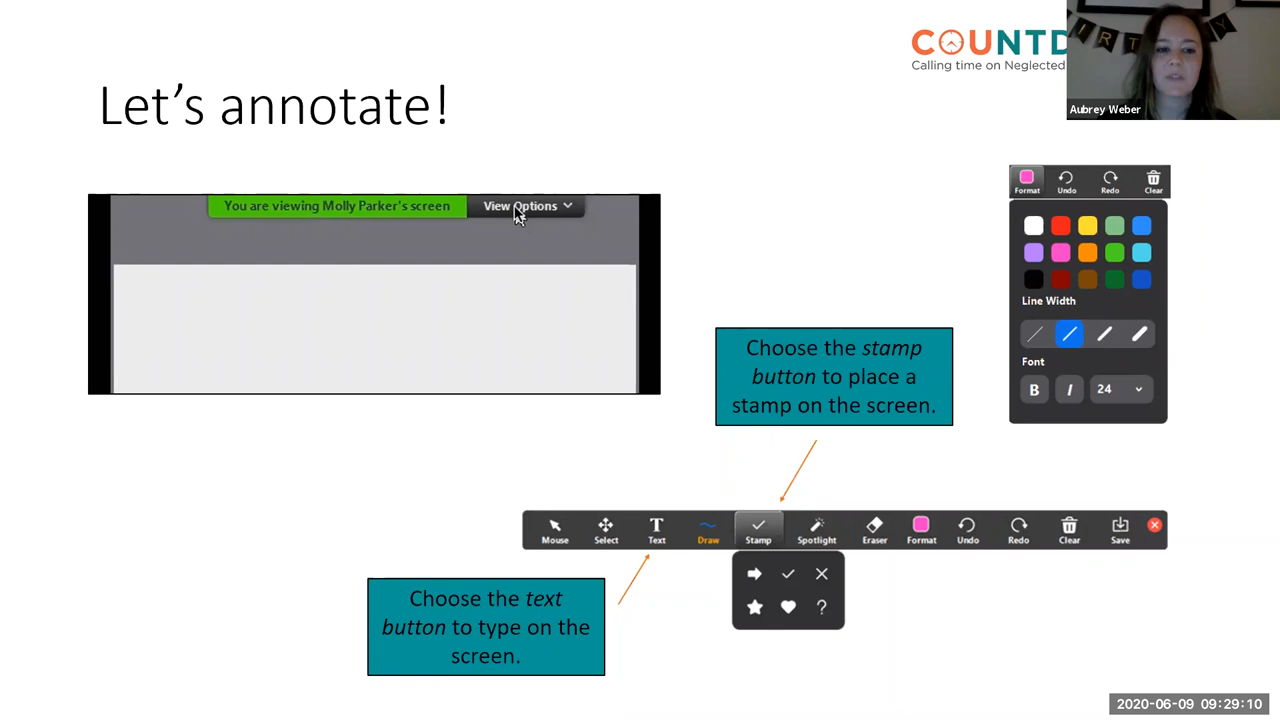 COUNTD
Calling time on Neglected
Aubrey Weber
Let's annotate!
You are viewing Molly Parker's screen
View Options
Format Undo Redo Clear
Line Width
Font
B I 24
Choose the stamp
button to place a
stamp on the screen.
Mouse Select Text Draw Stamp Spotlight Eraser Format Undo Redo Clear Save
Choose the text
button to type on the
screen.
2020-06-09 09:29:10